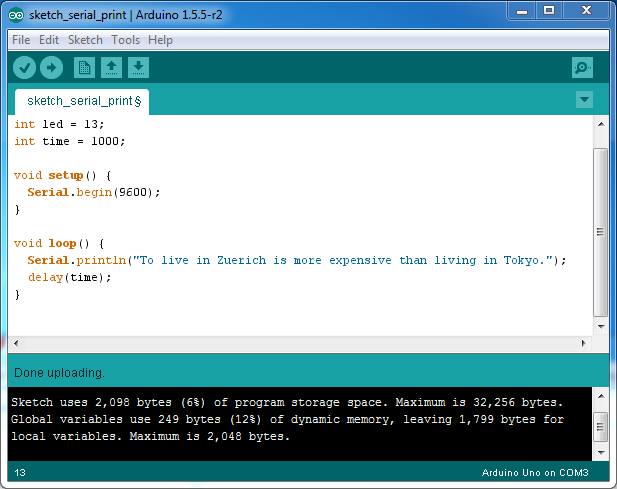 sketch_serial_print | Arduino 1.5.5-r2
File Edit Sketch Tools Help
sketch_serial_print §
int led = 13;
int time = 1000;
void setup() {
  Serial.begin(9600);
}
void loop() {
  Serial.println("To live in Zuerich is more expensive than living in Tokyo.");
  delay(time);
}
Done uploading.
Sketch uses 2,098 bytes (6%) of program storage space. Maximum is 32,256 bytes.
Global variables use 249 bytes (12%) of dynamic memory, leaving 1,799 bytes for
local variables. Maximum is 2,048 bytes.
13 Arduino Uno on COM3